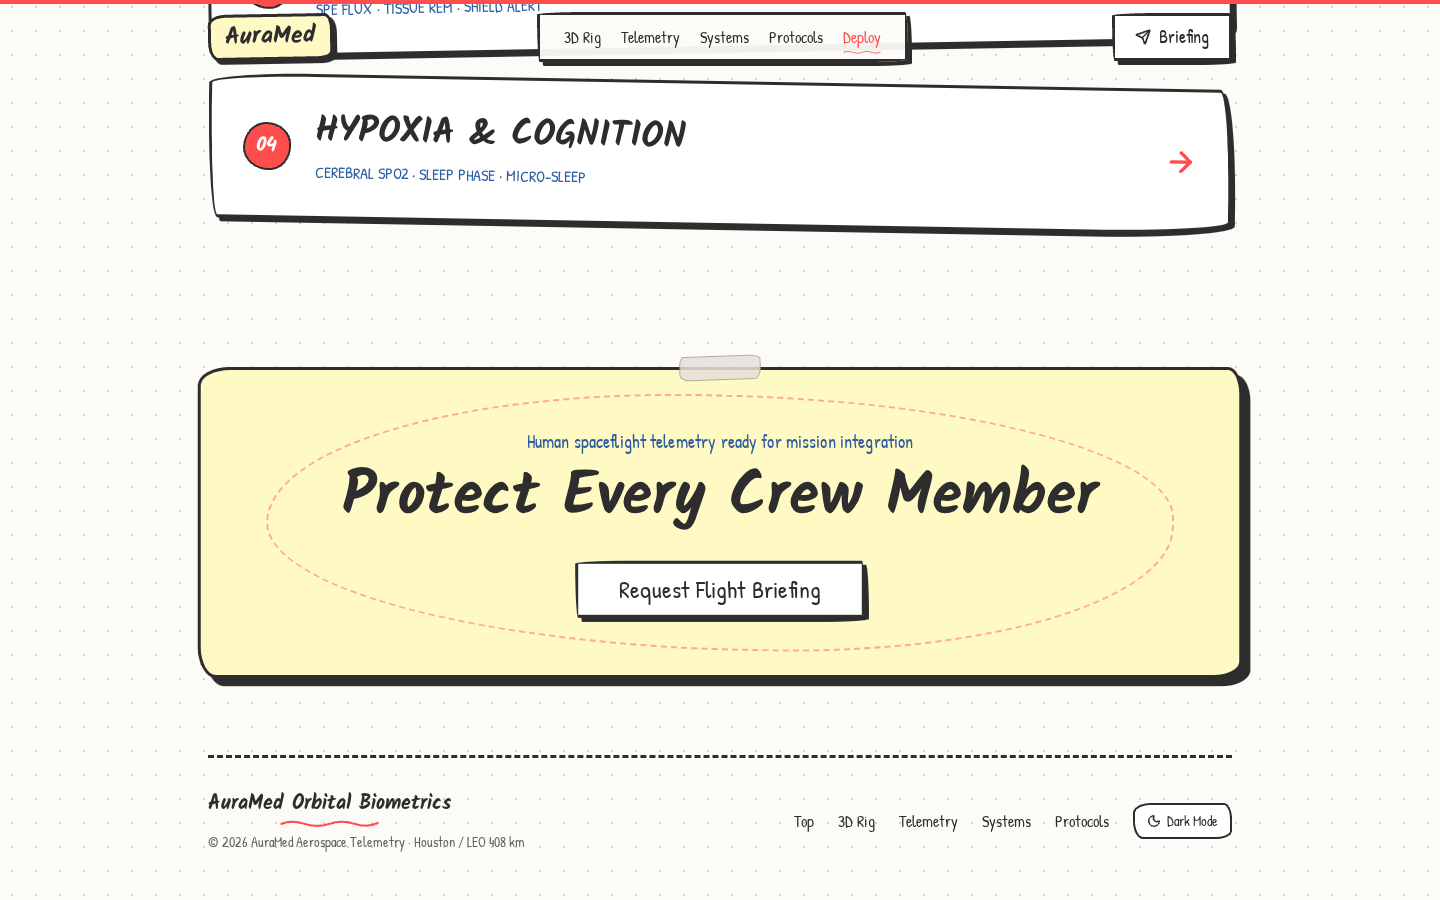 SPE FLUX · TISSUE REM · SHIELD ALERT
AuraMed
3D Rig Telemetry Systems Protocols Deploy
Briefing
04
HYPOXIA & COGNITION
CEREBRAL SPO2 · SLEEP PHASE · MICRO-SLEEP
Human spaceflight telemetry ready for mission integration
Protect Every Crew Member
Request Flight Briefing
AuraMed Orbital Biometrics
© 2026 AuraMed Aerospace Telemetry · Houston / LEO 408 km
Top 3D Rig Telemetry Systems Protocols Dark Mode